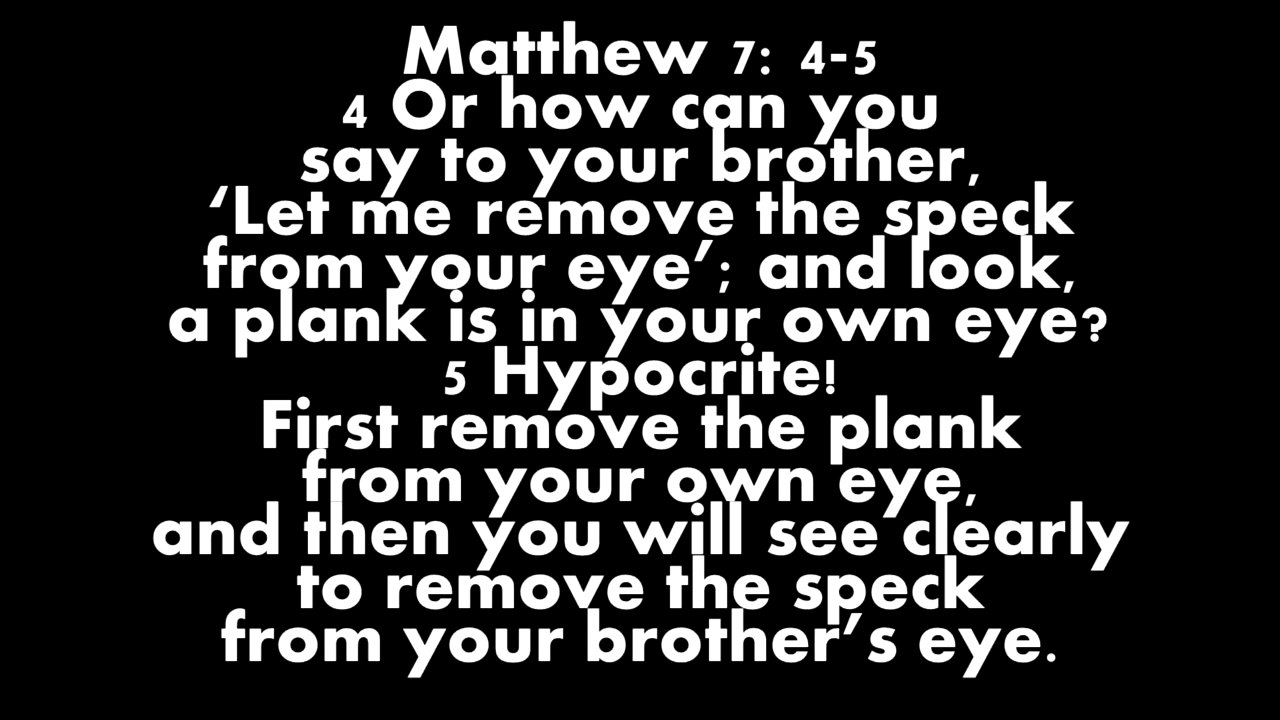 Matthew 7: 4-5
4 Or how can you
say to your brother,
‘Let me remove the speck
from your eye’; and look,
a plank is in your own eye?
5 Hypocrite!
First remove the plank
from your own eye,
and then you will see clearly
to remove the speck
from your brother’s eye.